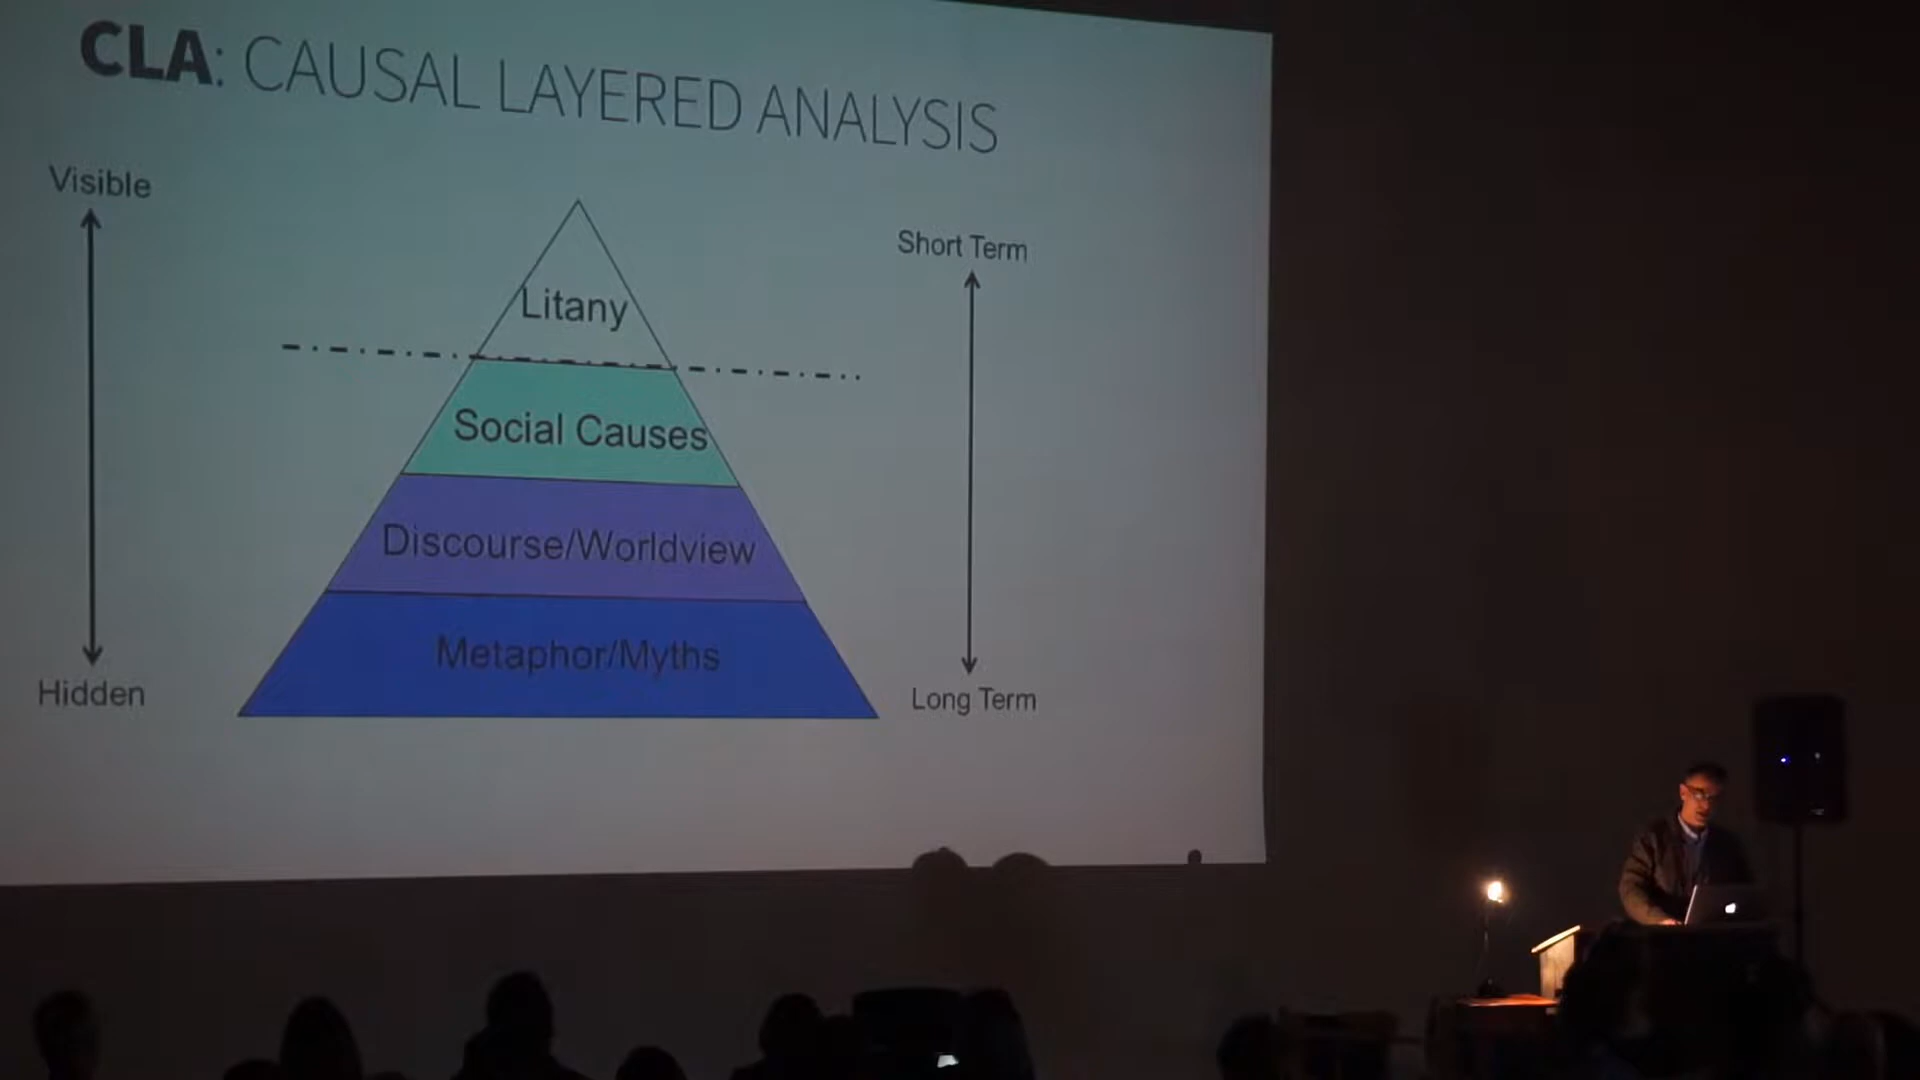 CLA: CAUSAL LAYERED ANALYSIS
Visible
Short Term
Litany
Social Causes
Discourse/Worldview
Metaphor/Myths
Hidden
Long Term